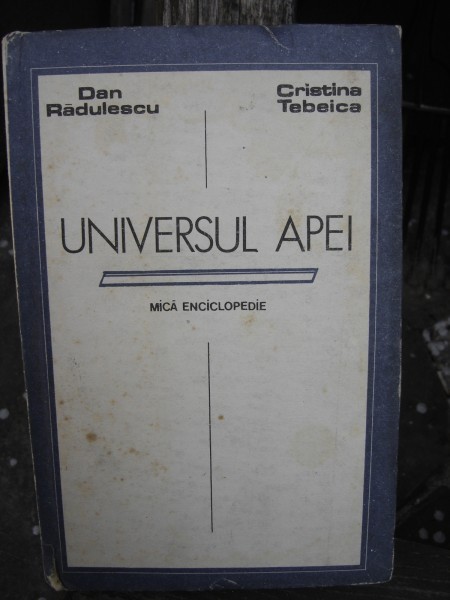 Dan
Rădulescu
Cristina
Tebeica
UNIVERSUL APEI
MICĂ ENCICLOPEDIE